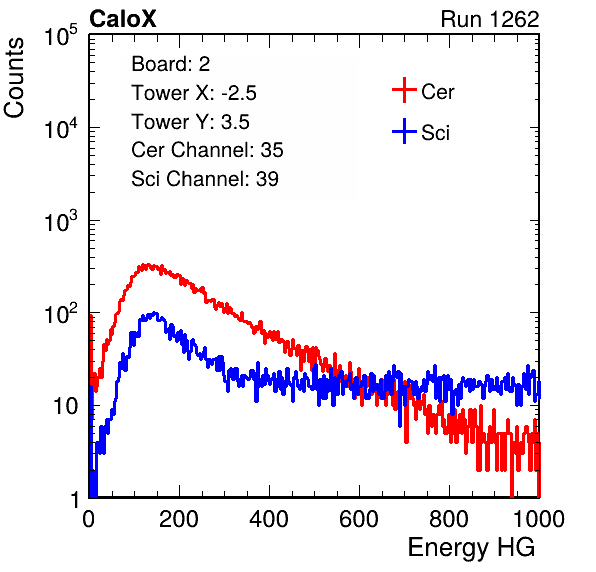 CaloX Run 1262
Counts
10^5
10^4
10^3
10^2
10
1
Board: 2
Tower X: -2.5
Tower Y: 3.5
Cer Channel: 35
Sci Channel: 39
Cer
Sci
0 200 400 600 800 1000
Energy HG